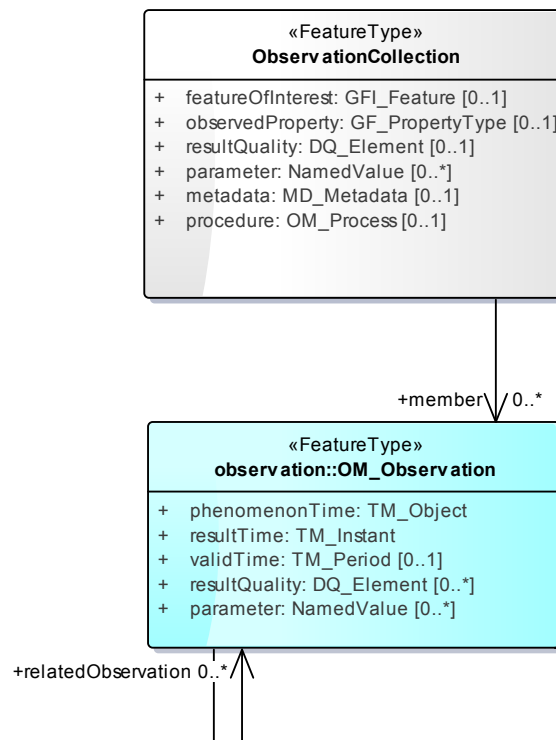 «FeatureType»
ObservationCollection
+ featureOfInterest: GFI_Feature [0..1]
+ observedProperty: GF_PropertyType [0..1]
+ resultQuality: DQ_Element [0..1]
+ parameter: NamedValue [0..*]
+ metadata: MD_Metadata [0..1]
+ procedure: OM_Process [0..1]
+member 0..*
«FeatureType»
observation::OM_Observation
+ phenomenonTime: TM_Object
+ resultTime: TM_Instant
+ validTime: TM_Period [0..1]
+ resultQuality: DQ_Element [0..*]
+ parameter: NamedValue [0..*]
+relatedObservation 0..*